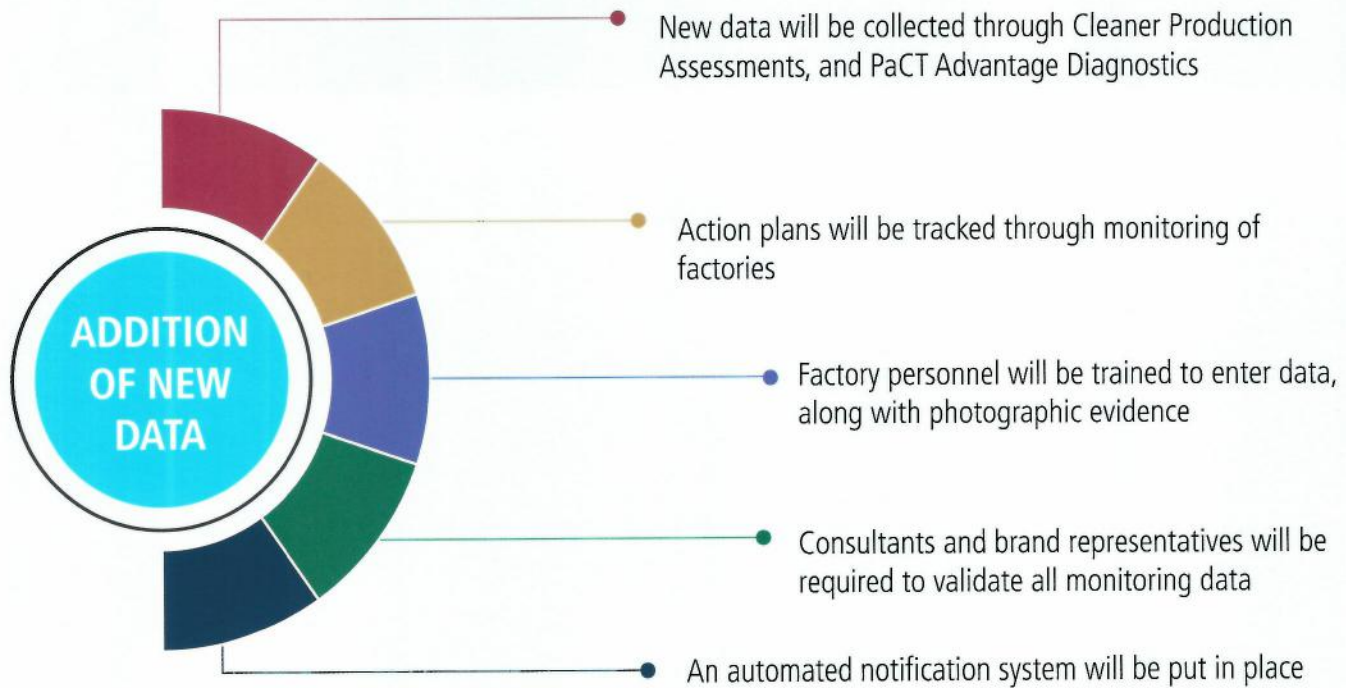 New data will be collected through Cleaner Production
Assessments, and PaCT Advantage Diagnostics
Action plans will be tracked through monitoring of
factories
ADDITION
OF NEW
DATA
Factory personnel will be trained to enter data,
along with photographic evidence
Consultants and brand representatives will be
required to validate all monitoring data
An automated notification system will be put in place